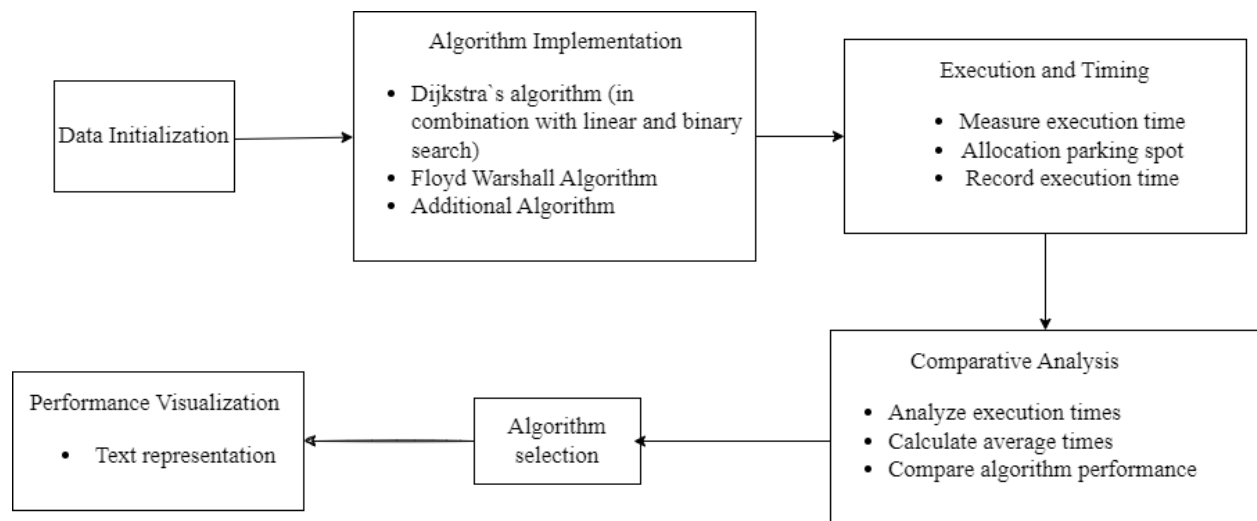 Data Initialization
Algorithm Implementation
• Dijkstra`s algorithm (in
combination with linear and binary
search)
• Floyd Warshall Algorithm
• Additional Algorithm
Execution and Timing
• Measure execution time
• Allocation parking spot
• Record execution time
Comparative Analysis
• Analyze execution times
• Calculate average times
• Compare algorithm performance
Algorithm
selection
Performance Visualization
• Text representation